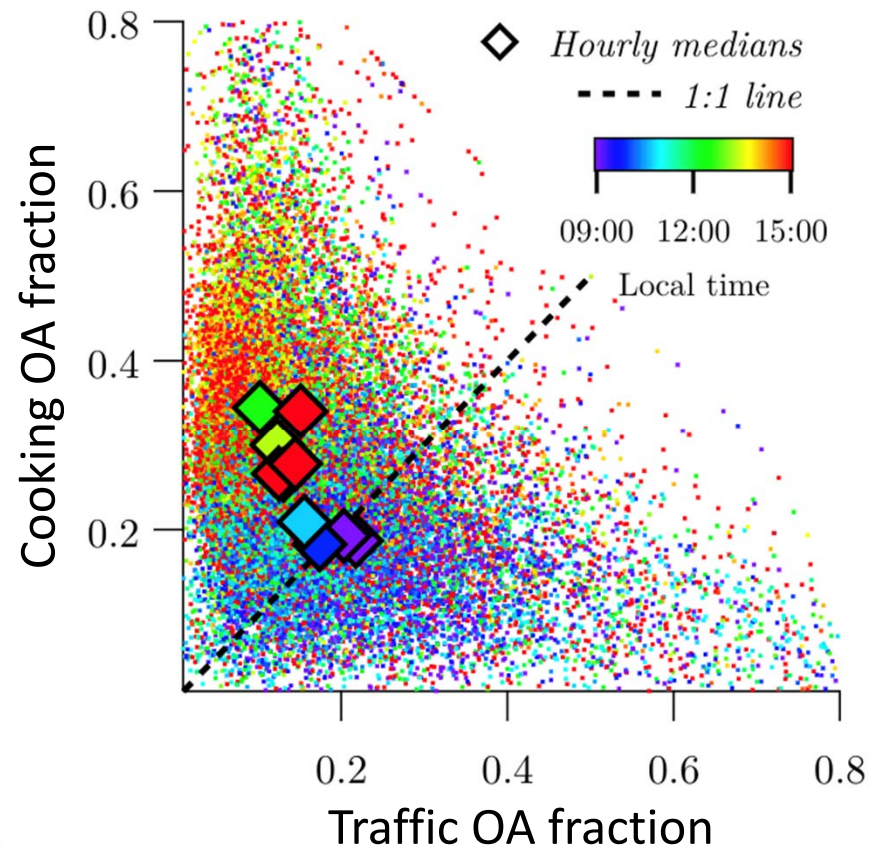 Cooking OA fraction
0.8
0.6
0.4
0.2
Hourly medians
1:1 line
09:00 12:00 15:00
Local time
0.2 0.4 0.6 0.8
Traffic OA fraction